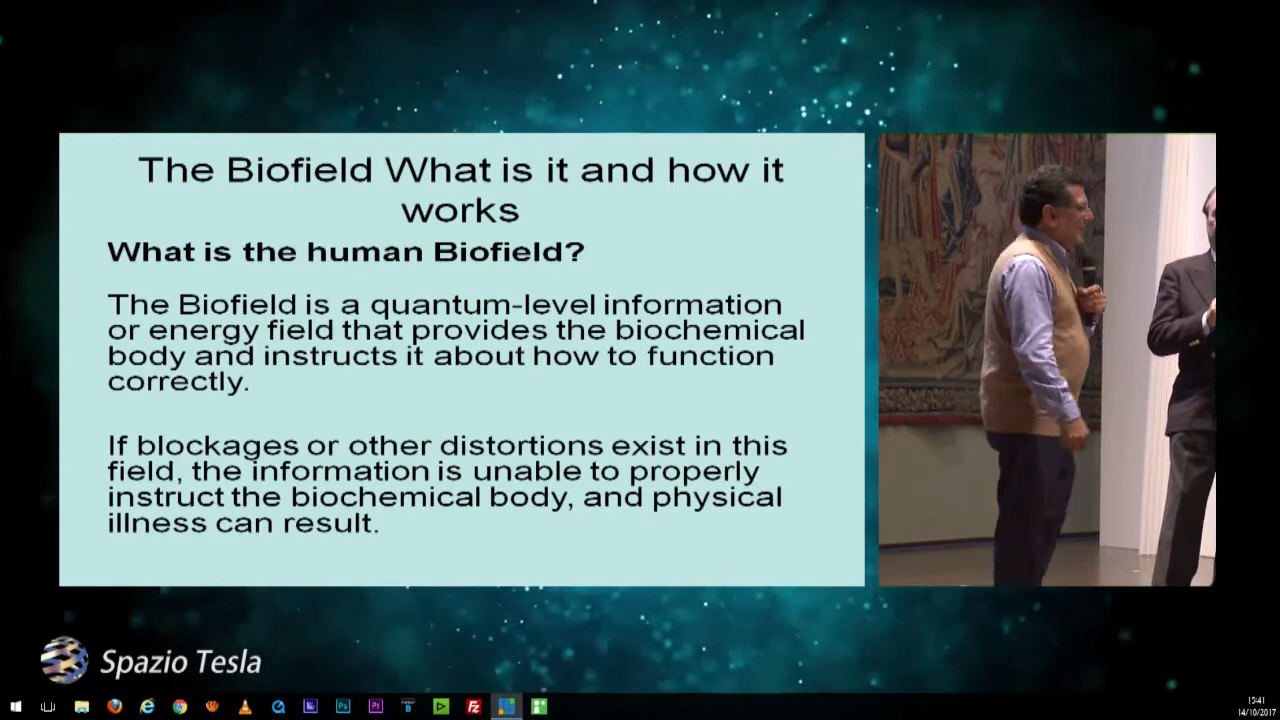 The Biofield What is it and how it
works
What is the human Biofield?
The Biofield is a quantum-level information
or energy field that provides the biochemical
body and instructs it about how to function
correctly.
If blockages or other distortions exist in this
field, the information is unable to properly
instruct the biochemical body, and physical
illness can result.
Spazio Tesla
Ps
Pr
15:41
14/10/2017